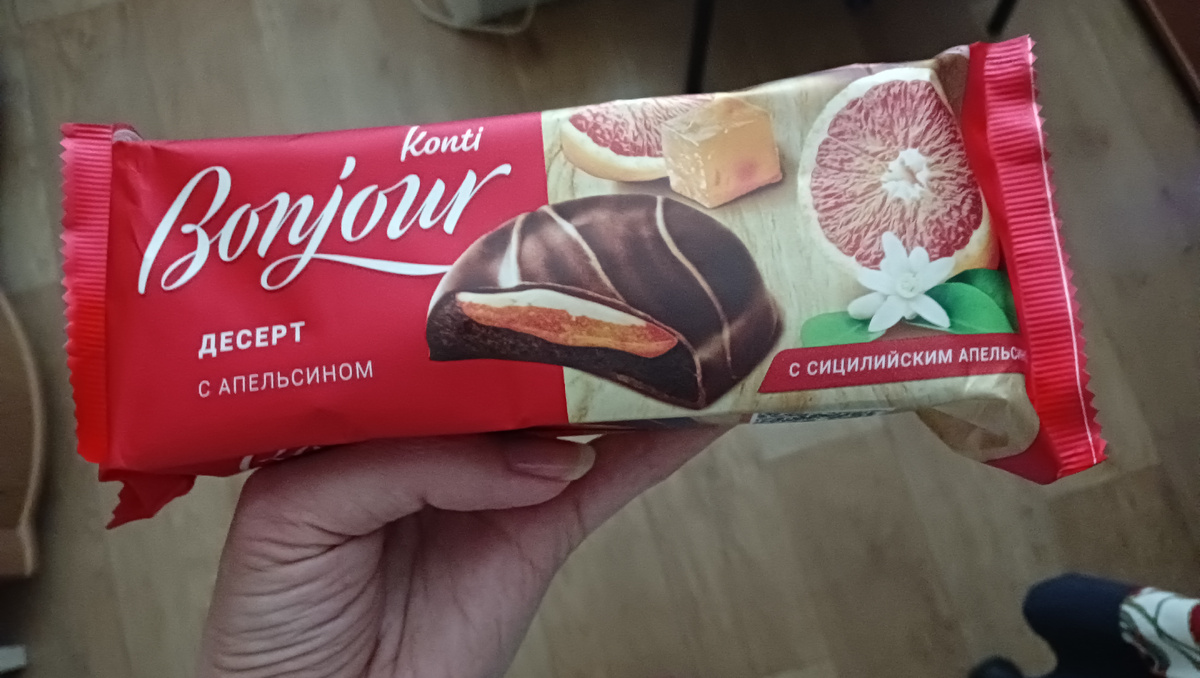 Konti
Bonjour
ДЕСЕРТ
С АПЕЛЬСИНОМ
С СИЦИЛИЙСКИМ